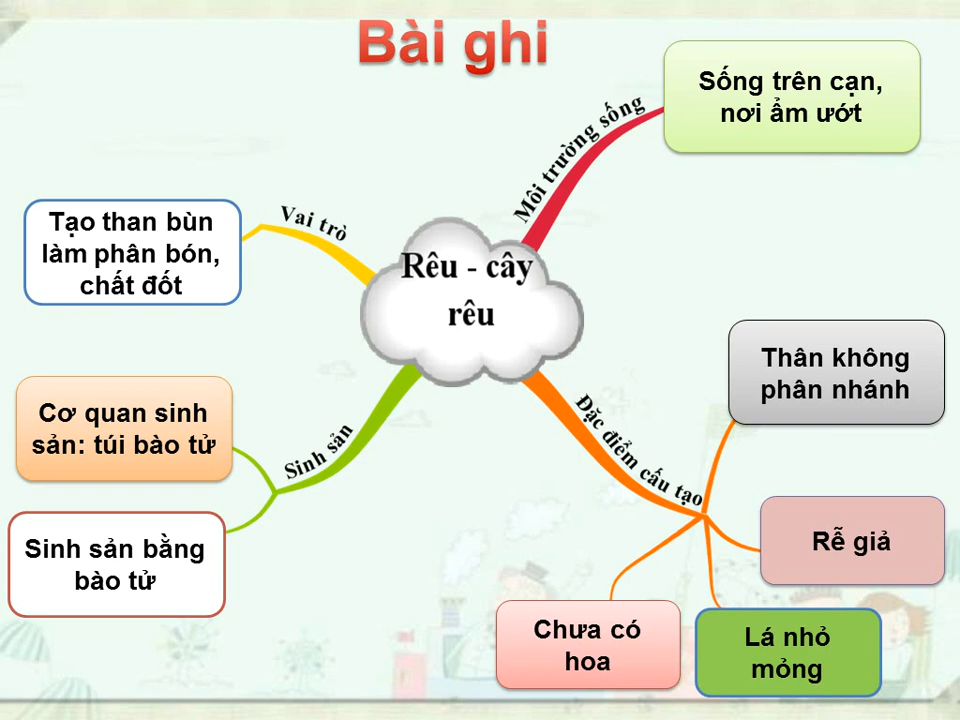 Bài ghi
Sống trên cạn,
nơi ẩm ướt
Môi trường sống
Vai trò
Tạo than bùn
làm phân bón,
chất đốt
Rêu - cây
rêu
Thân không
phân nhánh
Đặc điểm cấu tạo
Cơ quan sinh
sản: túi bào tử
Sinh sản
Sinh sản bằng
bào tử
Rễ giả
Chưa có
hoa
Lá nhỏ
mỏng